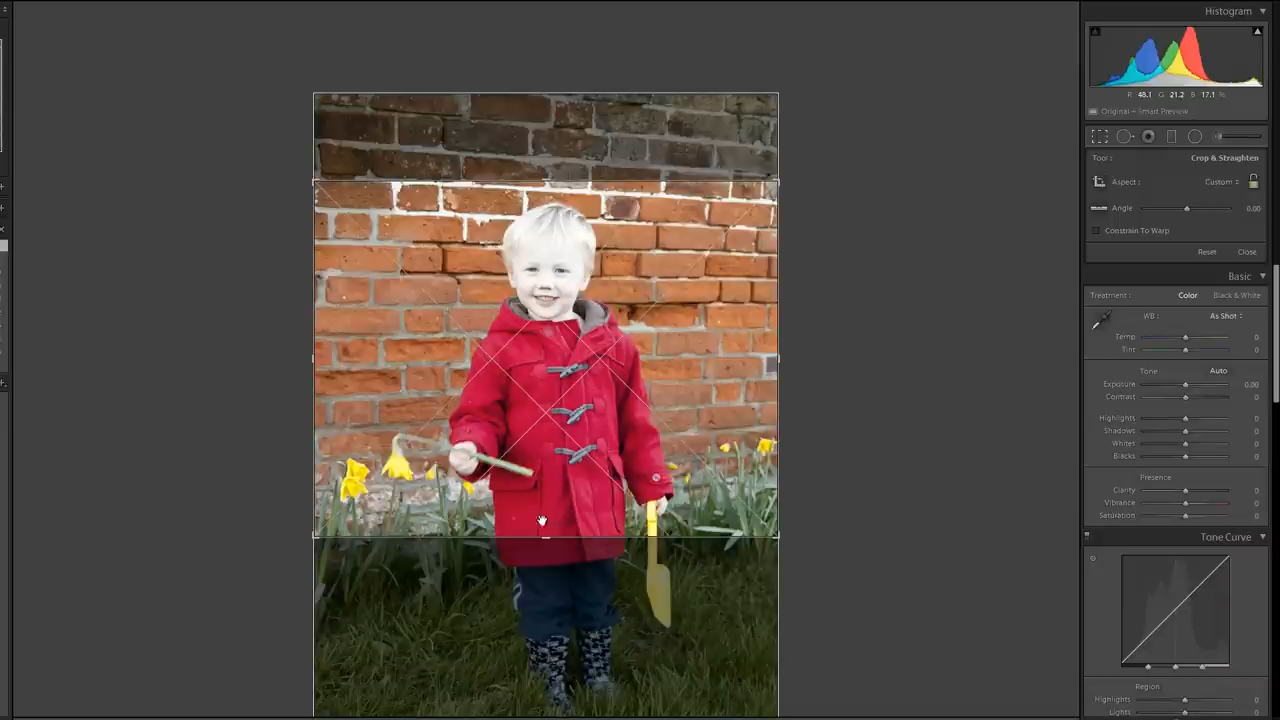 Histogram
R 48.1 G 21.2 B 17.1 %
Original + Smart Preview
Tool : Crop & Straighten
Aspect : Custom
Angle 0.00
Constrain To Warp
Reset Close
Basic
Treatment : Color Black & White
WB : As Shot
Temp 0
Tint 0
Tone Auto
Exposure 0.00
Contrast 0
Highlights 0
Shadows 0
Whites 0
Blacks 0
Presence
Clarity 0
Vibrance 0
Saturation 0
Tone Curve
Region
Highlights 0
Lights 0